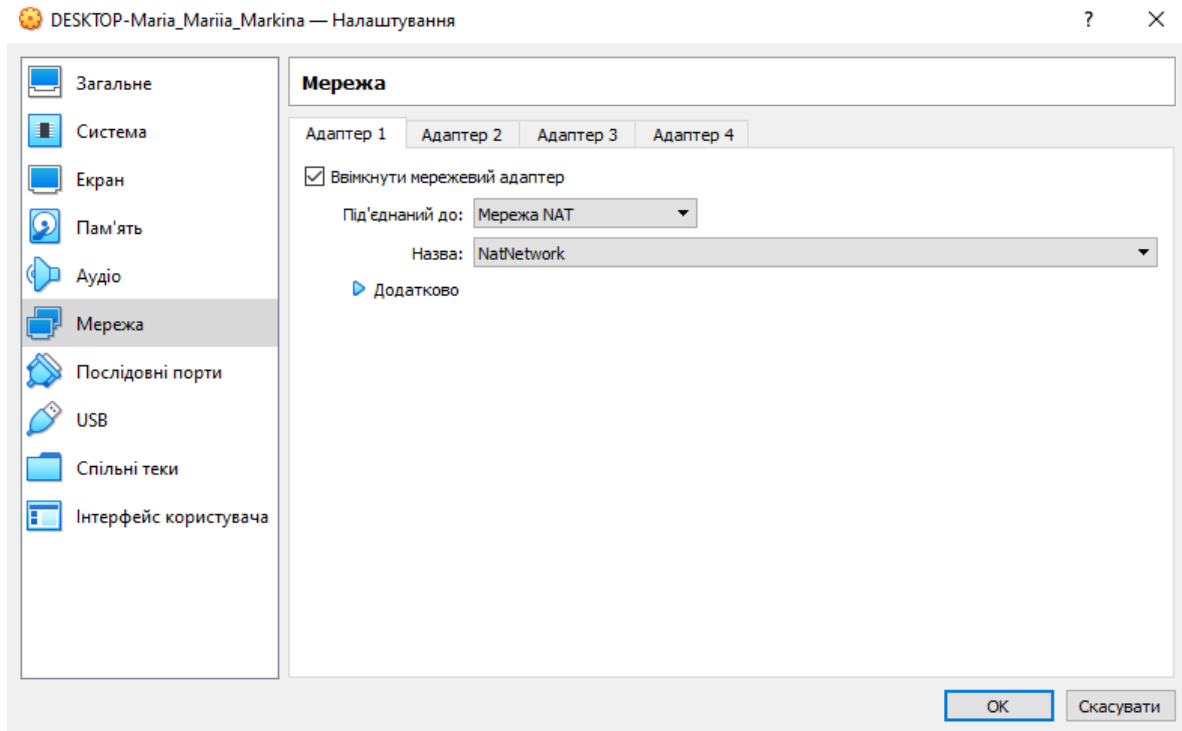 DESKTOP-Maria_Mariia_Markina — Налаштування
?
Загальне
Система
Екран
Пам'ять
Аудіо
Мережа
Послідовні порти
USB
Спільні теки
Інтерфейс користувача
Мережа
Адаптер 1 Адаптер 2 Адаптер 3 Адаптер 4
Ввімкнути мережевий адаптер
Під'єднаний до: Мережа NAT
Назва: NatNetwork
Додатково
OK Скасувати